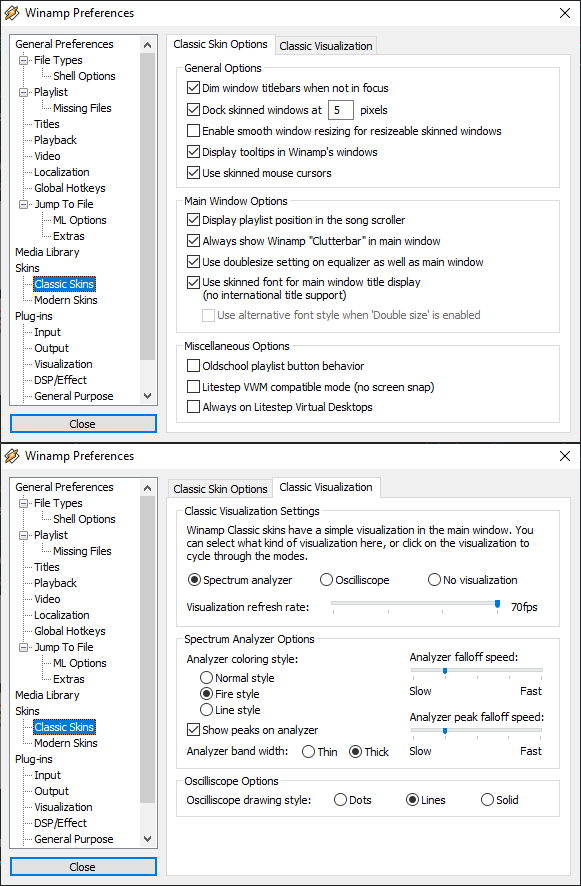 Winamp Preferences
General Preferences
File Types
Shell Options
Playlist
Missing Files
Titles
Playback
Video
Localization
Global Hotkeys
Jump To File
ML Options
Extras
Media Library
Skins
Classic Skins
Modern Skins
Plug-ins
Input
Output
Visualization
DSP/Effect
General Purpose
Close
Classic Skin Options
Classic Visualization
General Options
Dim window titlebars when not in focus
Dock skinned windows at 5 pixels
Enable smooth window resizing for resizeable skinned windows
Display tooltips in Winamp's windows
Use skinned mouse cursors
Main Window Options
Display playlist position in the song scroller
Always show Winamp "Clutterbar" in main window
Use doublesize setting on equalizer as well as main window
Use skinned font for main window title display
(no international title support)
Use alternative font style when 'Double size' is enabled
Miscellaneous Options
Oldschool playlist button behavior
Litestep VWM compatible mode (no screen snap)
Always on Litestep Virtual Desktops
Winamp Preferences
General Preferences
File Types
Shell Options
Playlist
Missing Files
Titles
Playback
Video
Localization
Global Hotkeys
Jump To File
ML Options
Extras
Media Library
Skins
Classic Skins
Modern Skins
Plug-ins
Input
Output
Visualization
DSP/Effect
General Purpose
Close
Classic Skin Options
Classic Visualization
Classic Visualization Settings
Winamp Classic skins have a simple visualization in the main window. You
can select what kind of visualization here, or click on the visualization to
cycle through the modes.
Spectrum analyzer
Oscilliscope
No visualization
Visualization refresh rate:
70fps
Spectrum Analyzer Options
Analyzer coloring style:
Normal style
Fire style
Line style
Show peaks on analyzer
Analyzer band width:
Thin
Thick
Analyzer falloff speed:
Slow
Fast
Analyzer peak falloff speed:
Slow
Fast
Oscilliscope Options
Oscilliscope drawing style:
Dots
Lines
Solid